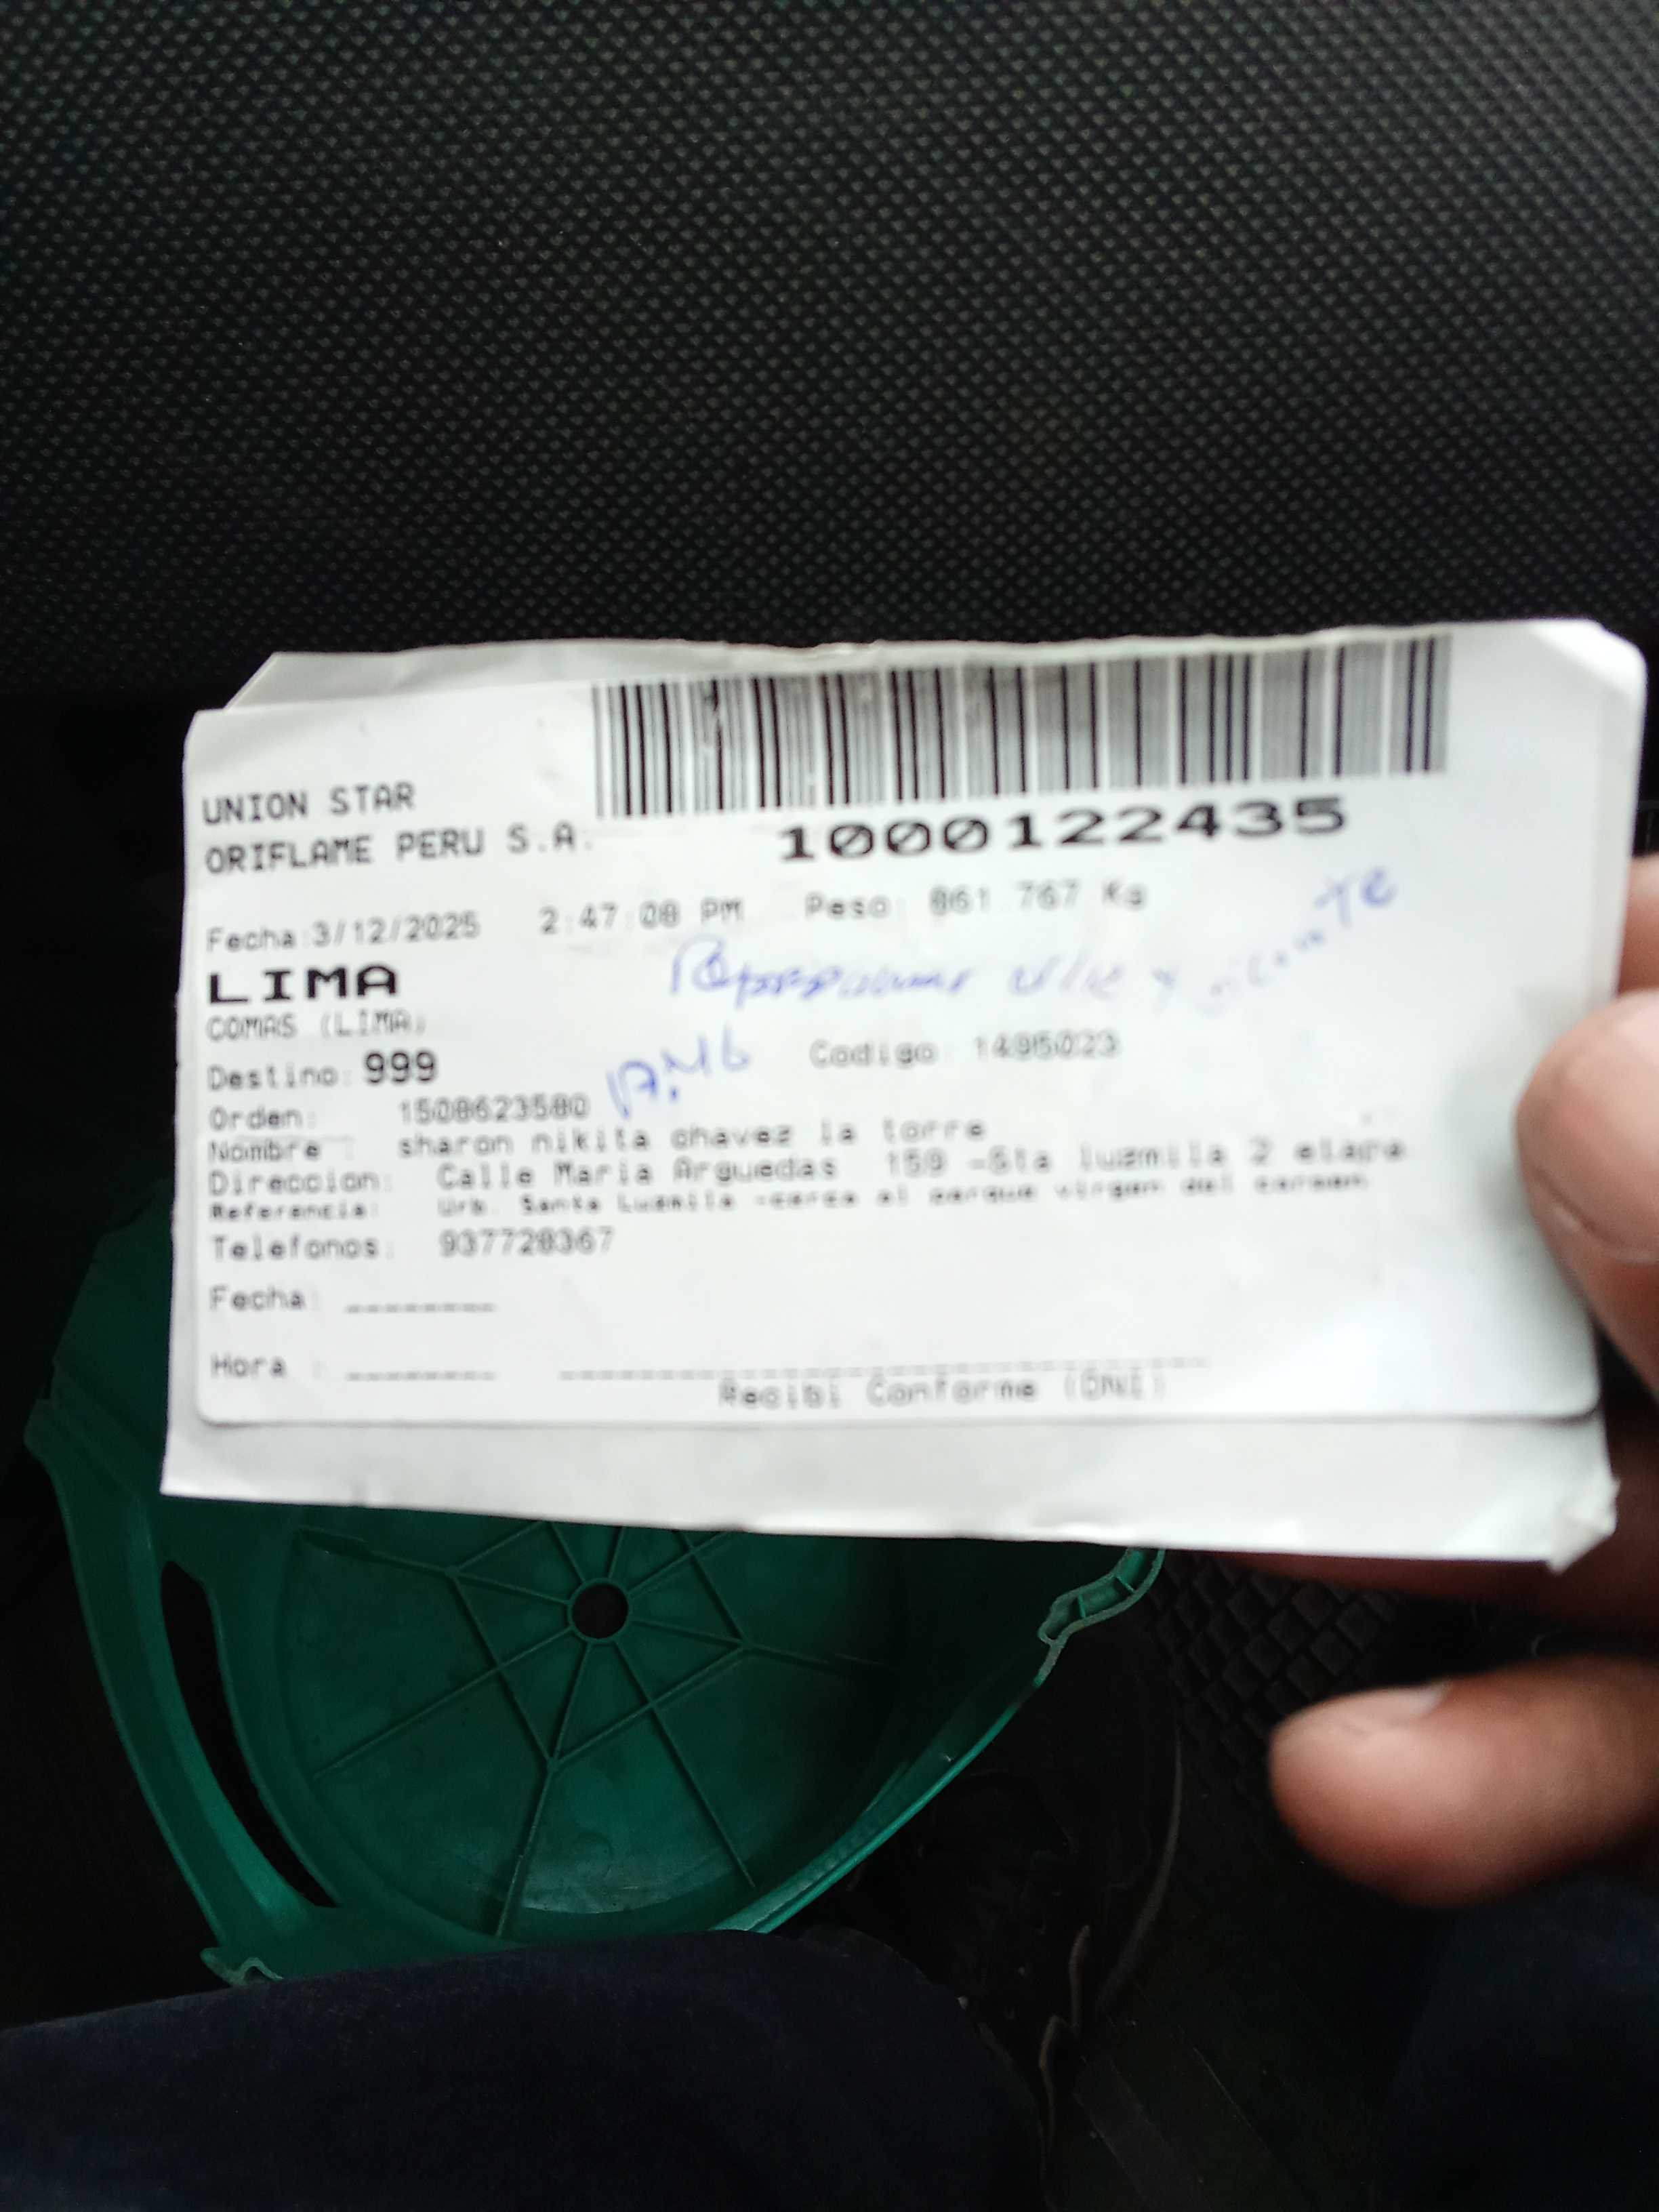 UNION STAR
ORIFLAME PERU S.A.
1000122435
Fecha:3/12/2025 2:47:08 PM Peso: 861 767 Kg
LIMA
COMAS (LIMA)
Destino: 999
Codigo 1495023
Orden: 1508623580
Nombre : sharon nikita chavez la torre
Direccion: Calle Maria Arguedas 159 -Sta luzmila 2 etapa
Referencia: Urb. Santa Luzmila -cerca al parque virgen del carmen
Telefonos: 937728367
Fecha:
Hora :
Recibi Conforme (DNI)